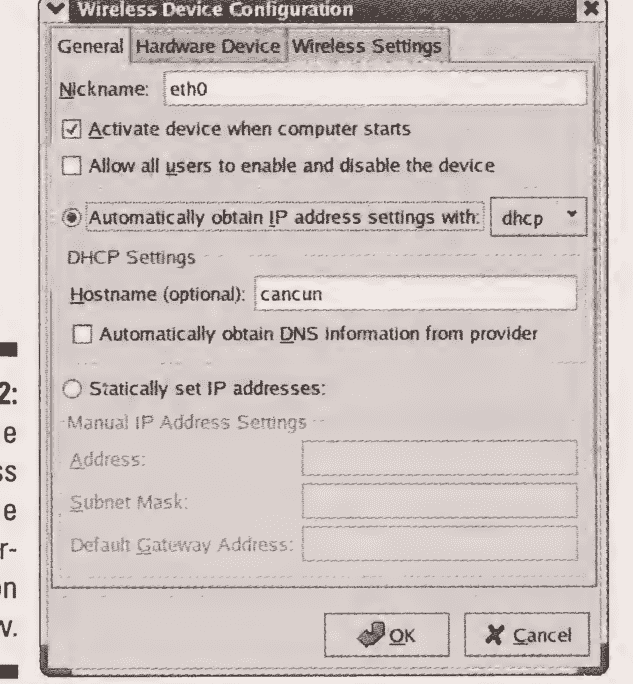 Wireless Device Configuration
General Hardware Device Wireless Settings
Nickname: eth0
Activate device when computer starts
Allow all users to enable and disable the device
Automatically obtain IP address settings with: dhcp
DHCP Settings
Hostname (optional): cancun
Automatically obtain DNS information from provider
Statically set IP addresses:
Manual IP Address Settings
Address:
Subnet Mask:
Default Gateway Address:
OK Cancel
2:
e
ss
e
r-
on
w.